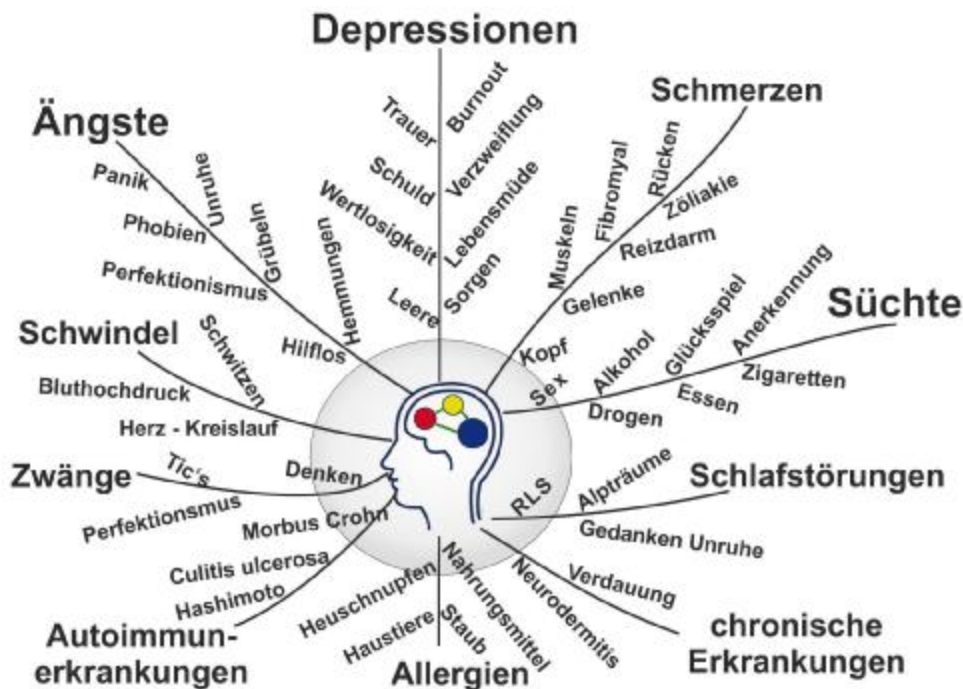 Depressionen
Trauer
Burnout
Schuld
Verzweiflung
Wertlosigkeit
Lebensmüde
Leere
Sorgen
Schmerzen
Rücken
Fibromyal
Zöliakie
Muskeln
Reizdarm
Gelenke
Kopf
Ängste
Panik
Unruhe
Phobien
Grübeln
Perfektionismus
Hemmungen
Hilflos
Süchte
Anerkennung
Glücksspiel
Zigaretten
Alkohol
Essen
Sex
Drogen
Schwindel
Schwitzen
Bluthochdruck
Herz - Kreislauf
Zwänge
Tic's
Denken
Perfektionsmus
Schlafstörungen
Alpträume
RLS
Gedanken Unruhe
Morbus Crohn
Culitis ulcerosa
Hashimoto
Autoimmun-
erkrankungen
Heuschnupfen
Nahrungsmittel
Haustiere
Staub
Allergien
Neurodermitis
Verdauung
chronische
Erkrankungen